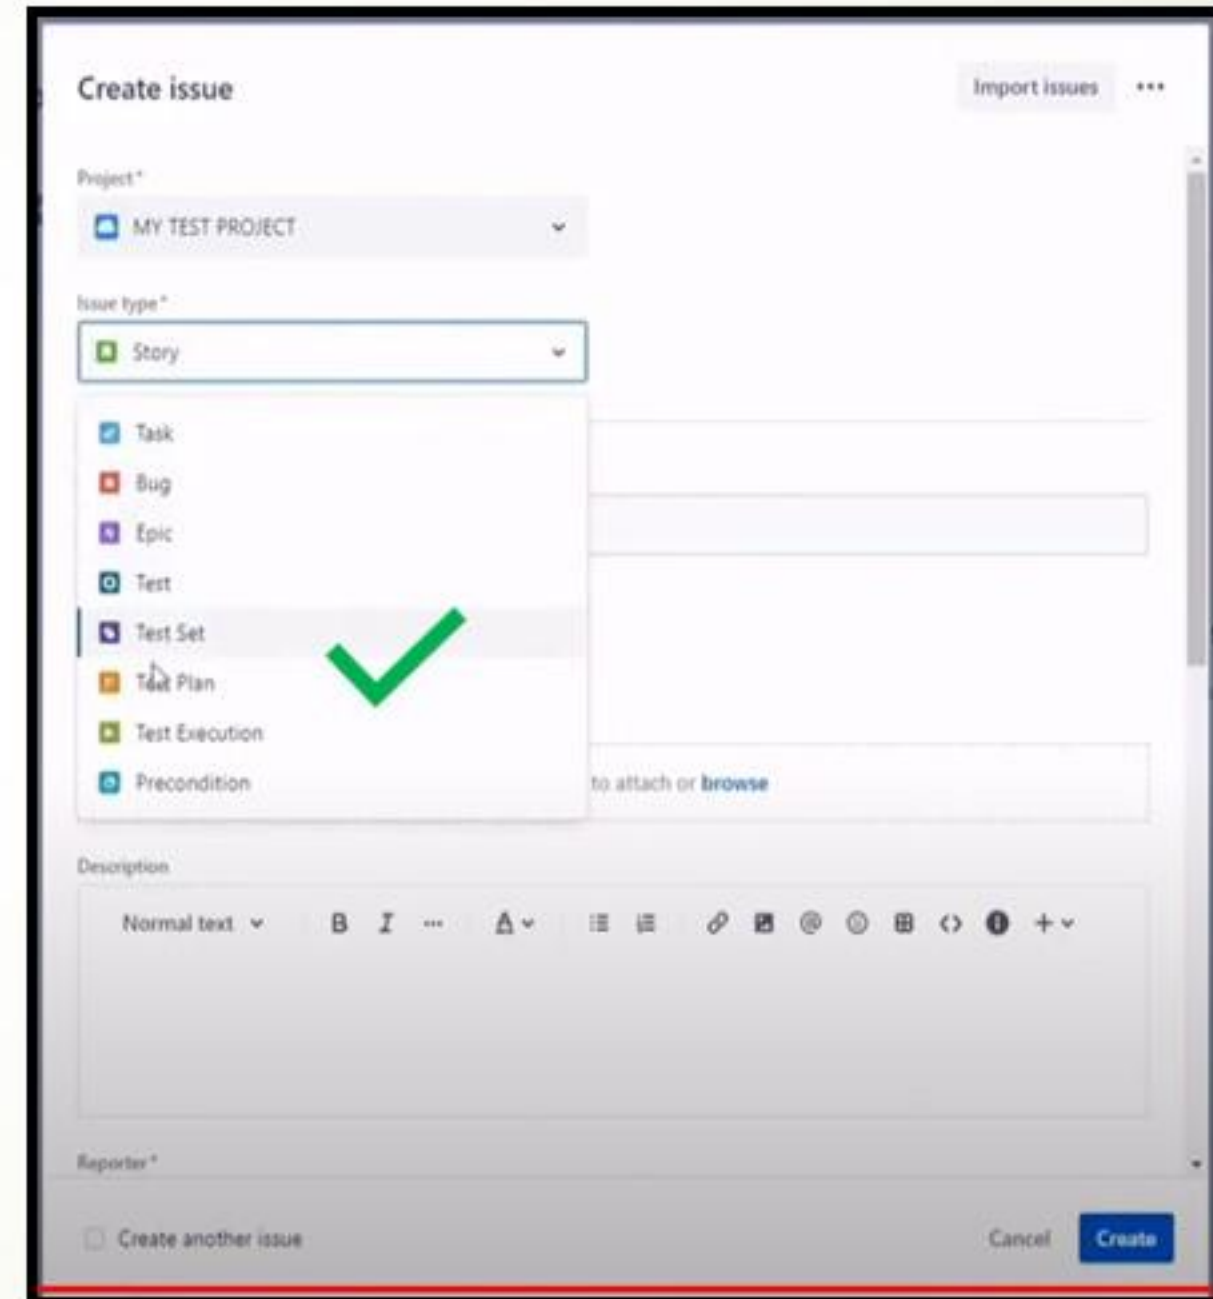 Create issue
Import issues
Project*
MY TEST PROJECT
Issue type*
Story
Task
Bug
Epic
Test
Test Set
Test Plan
Test Execution
Precondition
to attach or browse
Description
Normal text B I ... A @ <> +
Reporter*
Create another issue
Cancel
Create